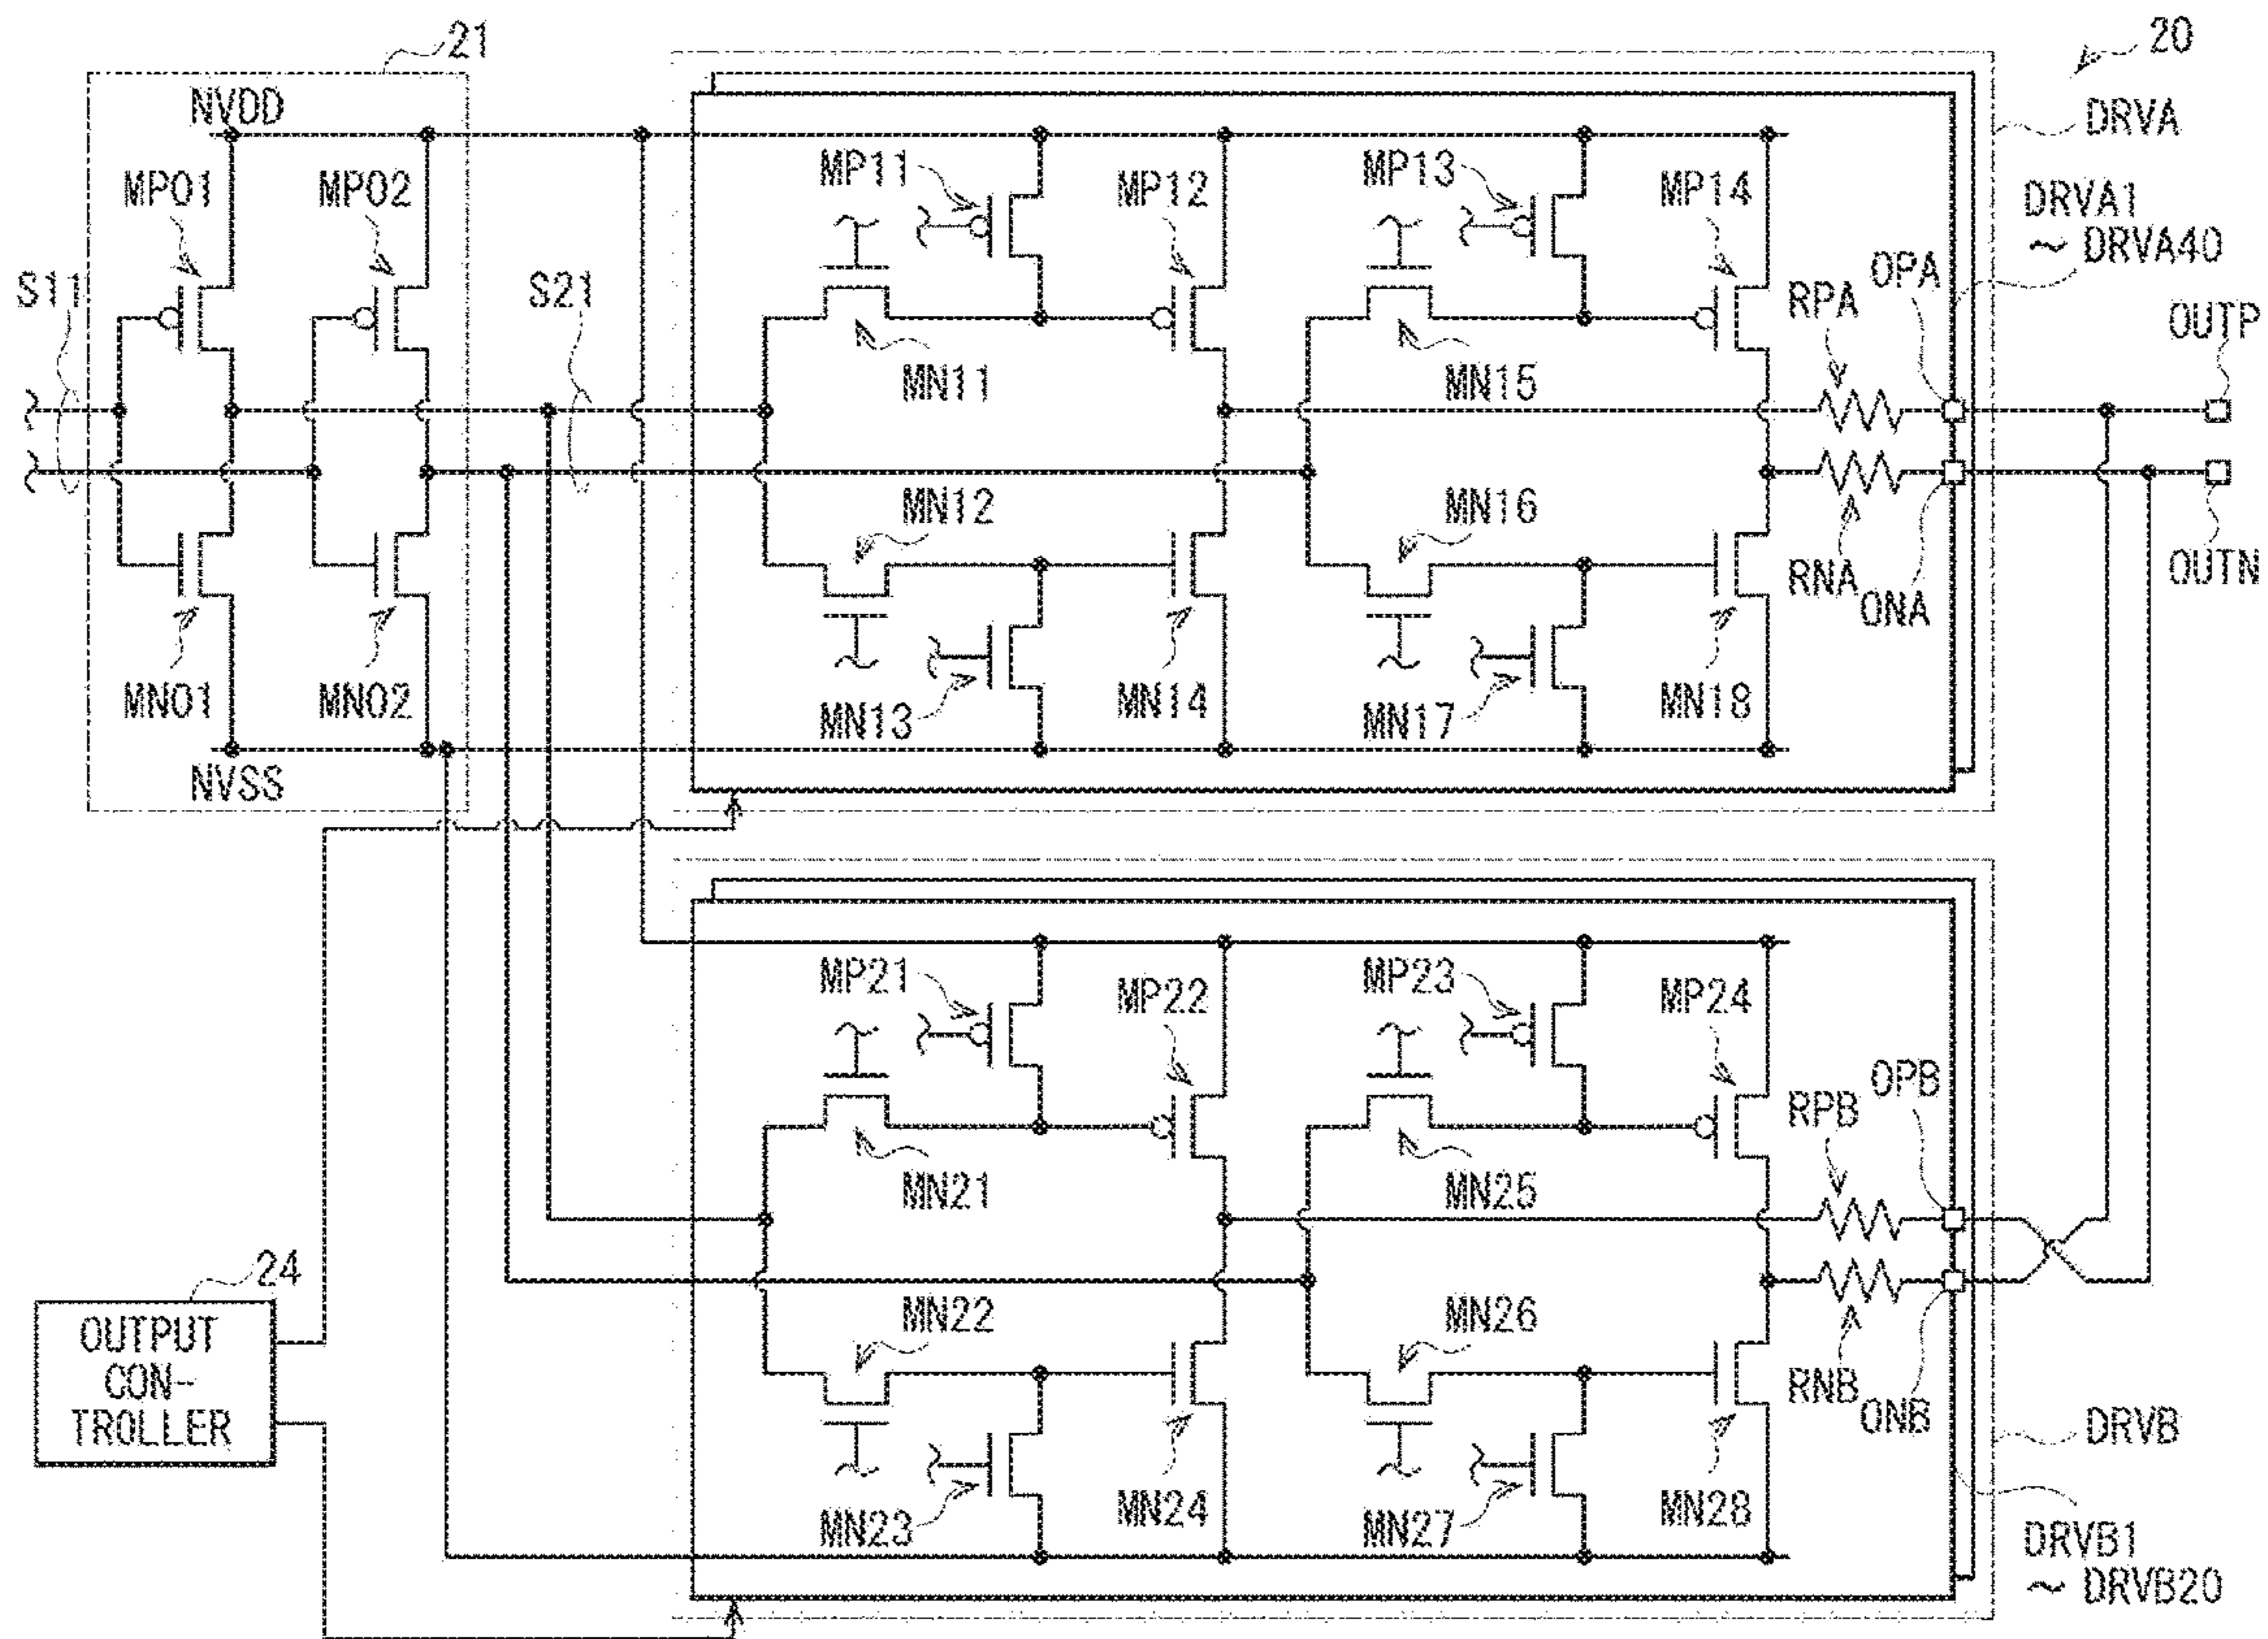 21
20
NVDD
DRVA
MP01
MP02
MP11
MP12
MP13
MP14
DRVA1
~ DRVA40
S11
S21
OPA
RPA
OUTP
MN11
MN15
MN12
MN16
OUTN
RNA
ONA
MN01
MN02
MN13
MN14
MN17
MN18
NVSS
MP21
MP22
MP23
MP24
OPB
RPB
MN21
MN25
24
OUTPUT
CON-
TROLLER
MN22
MN26
RNB
ONB
DRVB
MN23
MN24
MN27
MN28
DRVB1
~ DRVB20